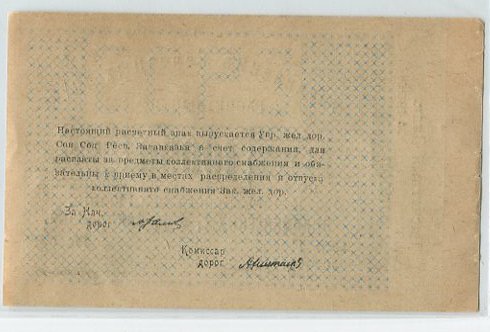 Настоящий расчетный знак выпускается Упр. жел. дор.
Сов Соц Респ. Закавказья в счет содержания, для
расплаты за предметы коллективного снабжения и обя-
зательны к приему в местах распределения и отпуска
коллективного снабжения Зак. жел. дор.
За Нач.
дорог
Комиссар
дорог